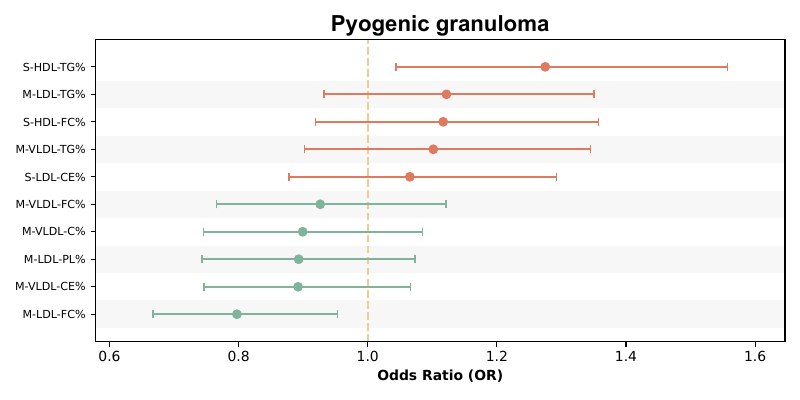 Pyogenic granuloma
S-HDL-TG%
M-LDL-TG%
S-HDL-FC%
M-VLDL-TG%
S-LDL-CE%
M-VLDL-FC%
M-VLDL-C%
M-LDL-PL%
M-VLDL-CE%
M-LDL-FC%
0.6 0.8 1.0 1.2 1.4 1.6
Odds Ratio (OR)